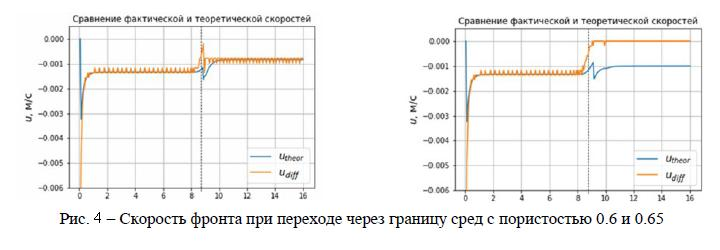 Сравнение фактической и теоретической скоростей
u, м/с
0.000
−0.001
−0.002
−0.003
−0.004
−0.005
−0.006
0 2 4 6 8 10 12 14 16
u_theor
u_diff
Сравнение фактической и теоретической скоростей
u, м/с
0.000
−0.001
−0.002
−0.003
−0.004
−0.005
−0.006
0 2 4 6 8 10 12 14 16
u_theor
u_diff
Рис. 4 – Скорость фронта при переходе через границу сред с пористостью 0.6 и 0.65